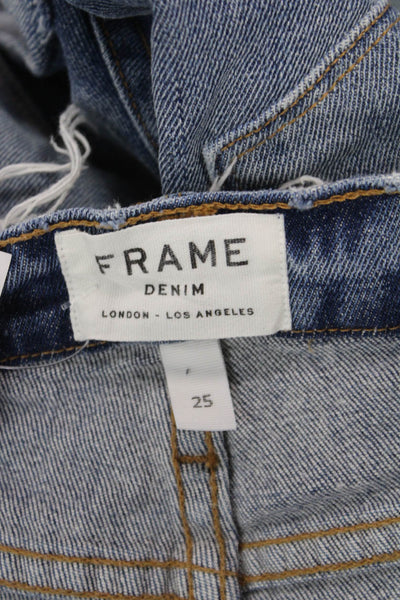 FRAME
DENIM
LONDON - LOS ANGELES
25